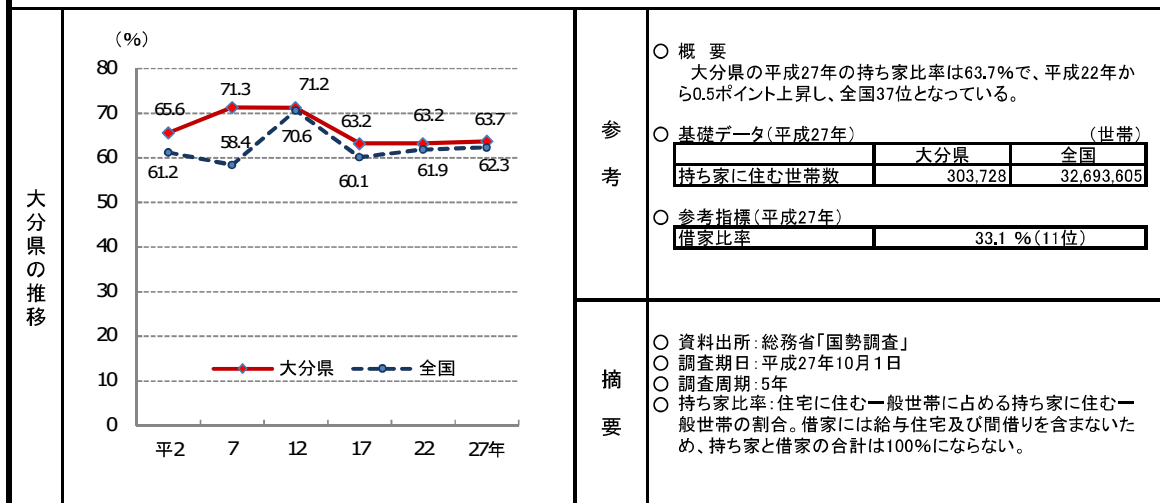 大分県の推移
(%)
80
70
60
50
40
30
20
10
0
65.6
71.3
71.2
63.2
63.2
63.7
61.2
58.4
70.6
60.1
61.9
62.3
大分県
全国
平2
7
12
17
22
27年
参考
○ 概 要
大分県の平成27年の持ち家比率は63.7%で、平成22年か
ら0.5ポイント上昇し、全国37位となっている。
○ 基礎データ(平成27年) (世帯)
大分県 全国
持ち家に住む世帯数 303,728 32,693,605
○ 参考指標(平成27年)
借家比率 33.1 %(11位)
摘要
○ 資料出所:総務省「国勢調査」
○ 調査期日:平成27年10月1日
○ 調査周期:5年
○ 持ち家比率:住宅に住む一般世帯に占める持ち家に住む一
般世帯の割合。借家には給与住宅及び間借りを含まないた
め、持ち家と借家の合計は100%にならない。